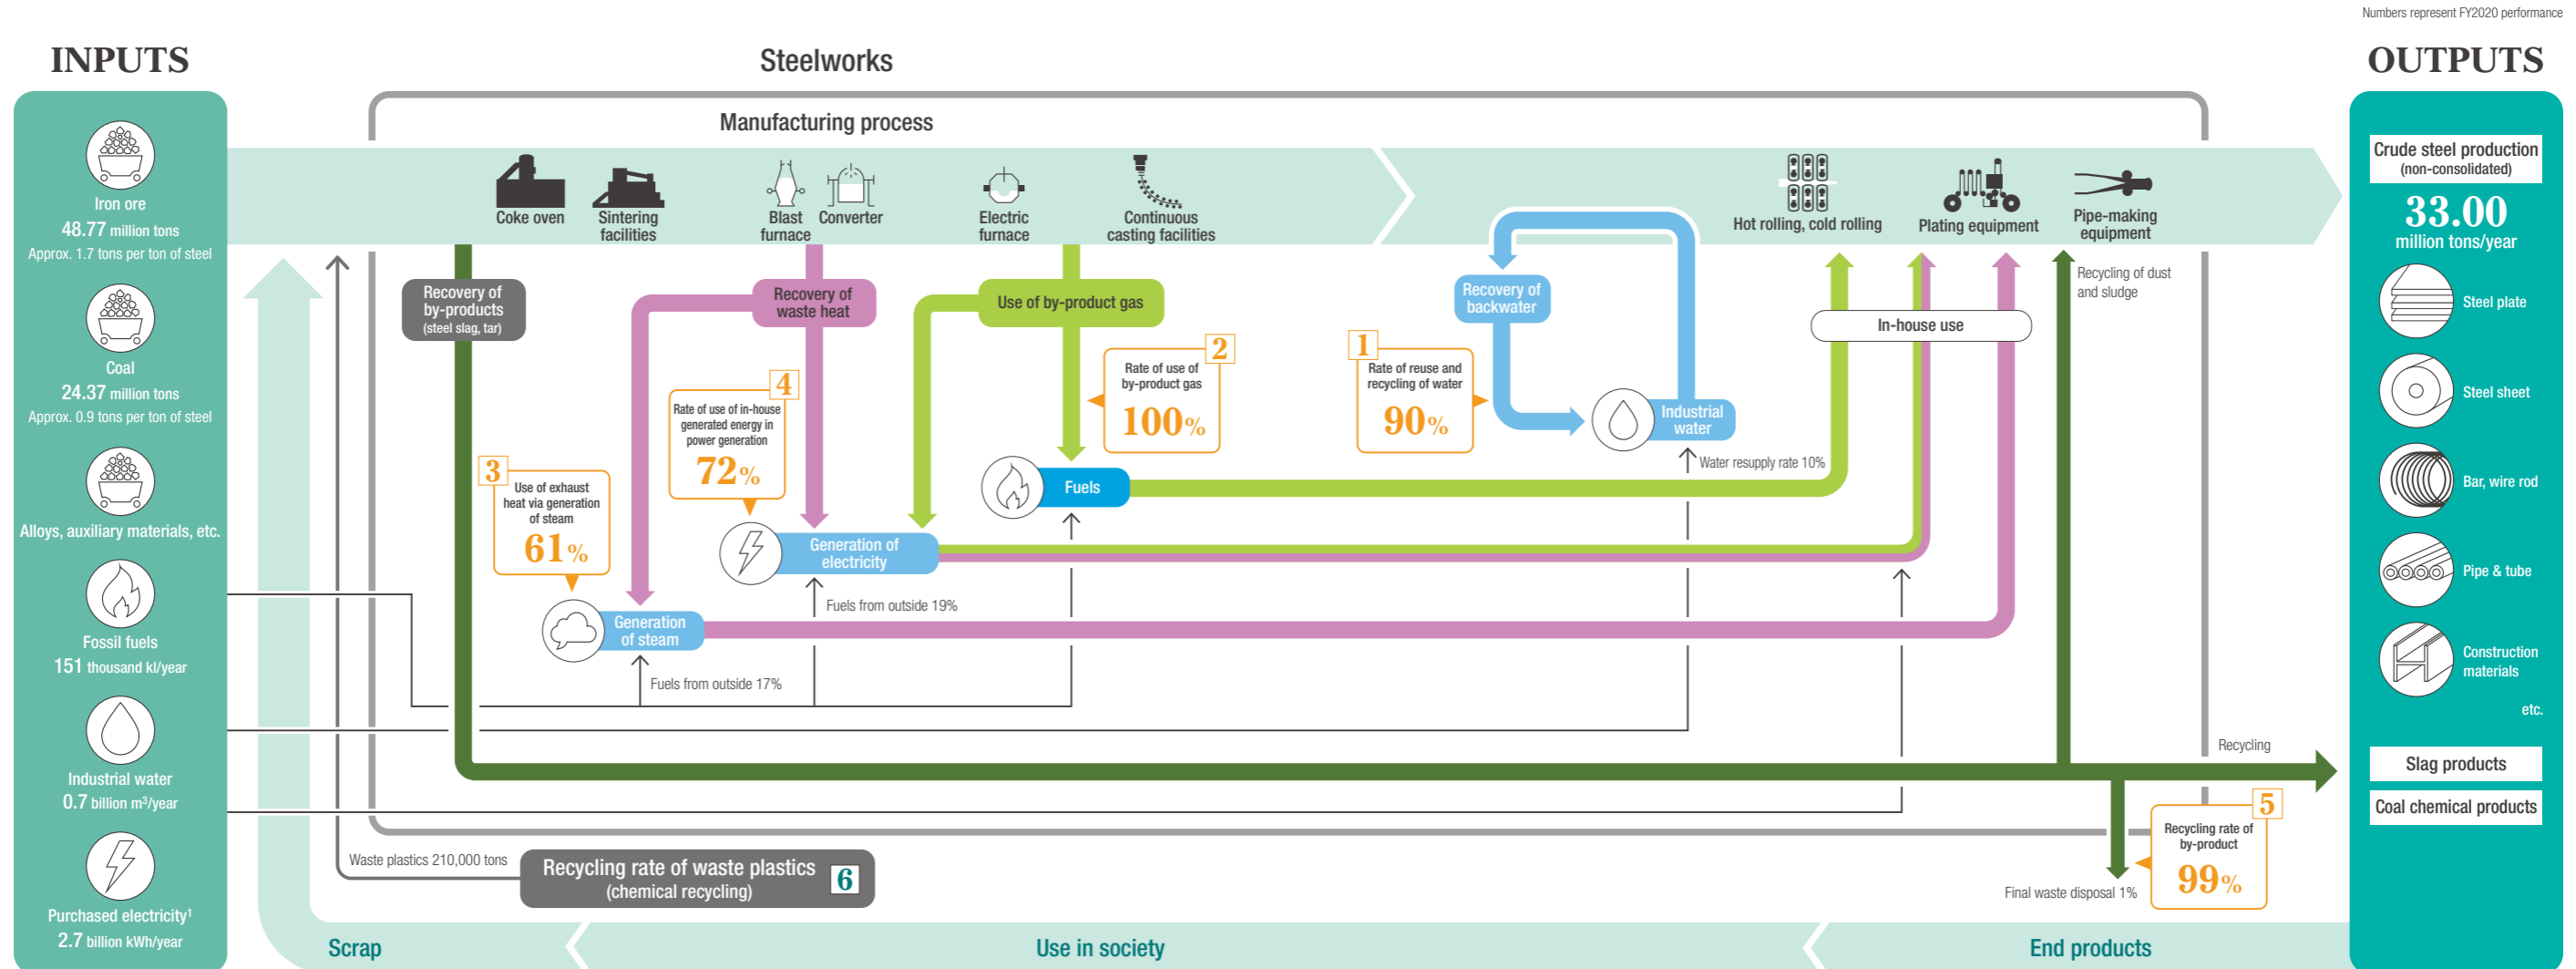 Numbers represent FY2020 performance
INPUTS
Steelworks
OUTPUTS
Manufacturing process
Iron ore
48.77 million tons
Approx. 1.7 tons per ton of steel
Coal
24.37 million tons
Approx. 0.9 tons per ton of steel
Alloys, auxiliary materials, etc.
Fossil fuels
151 thousand kl/year
Industrial water
0.7 billion m³/year
Purchased electricity¹
2.7 billion kWh/year
Coke oven
Sintering
facilities
Blast
furnace
Converter
Electric
furnace
Continuous
casting facilities
Hot rolling, cold rolling
Plating equipment
Pipe-making
equipment
Recovery of
by-products
(steel slag, tar)
Recovery of
waste heat
Use of by-product gas
Recovery of
backwater
In-house use
Recycling of dust
and sludge
2
Rate of use of
by-product gas
100%
1
Rate of reuse and
recycling of water
90%
4
Rate of use of in-house
generated energy in
power generation
72%
3
Use of exhaust
heat via generation
of steam
61%
Industrial
water
Water resupply rate 10%
Fuels
Generation of
electricity
Fuels from outside 19%
Generation
of steam
Fuels from outside 17%
Recycling
5
Recycling rate of
by-product
99%
Final waste disposal 1%
Waste plastics 210,000 tons
Recycling rate of waste plastics
(chemical recycling)
6
Scrap
Use in society
End products
Crude steel production
(non-consolidated)
33.00
million tons/year
Steel plate
Steel sheet
Bar, wire rod
Pipe & tube
Construction
materials
etc.
Slag products
Coal chemical products